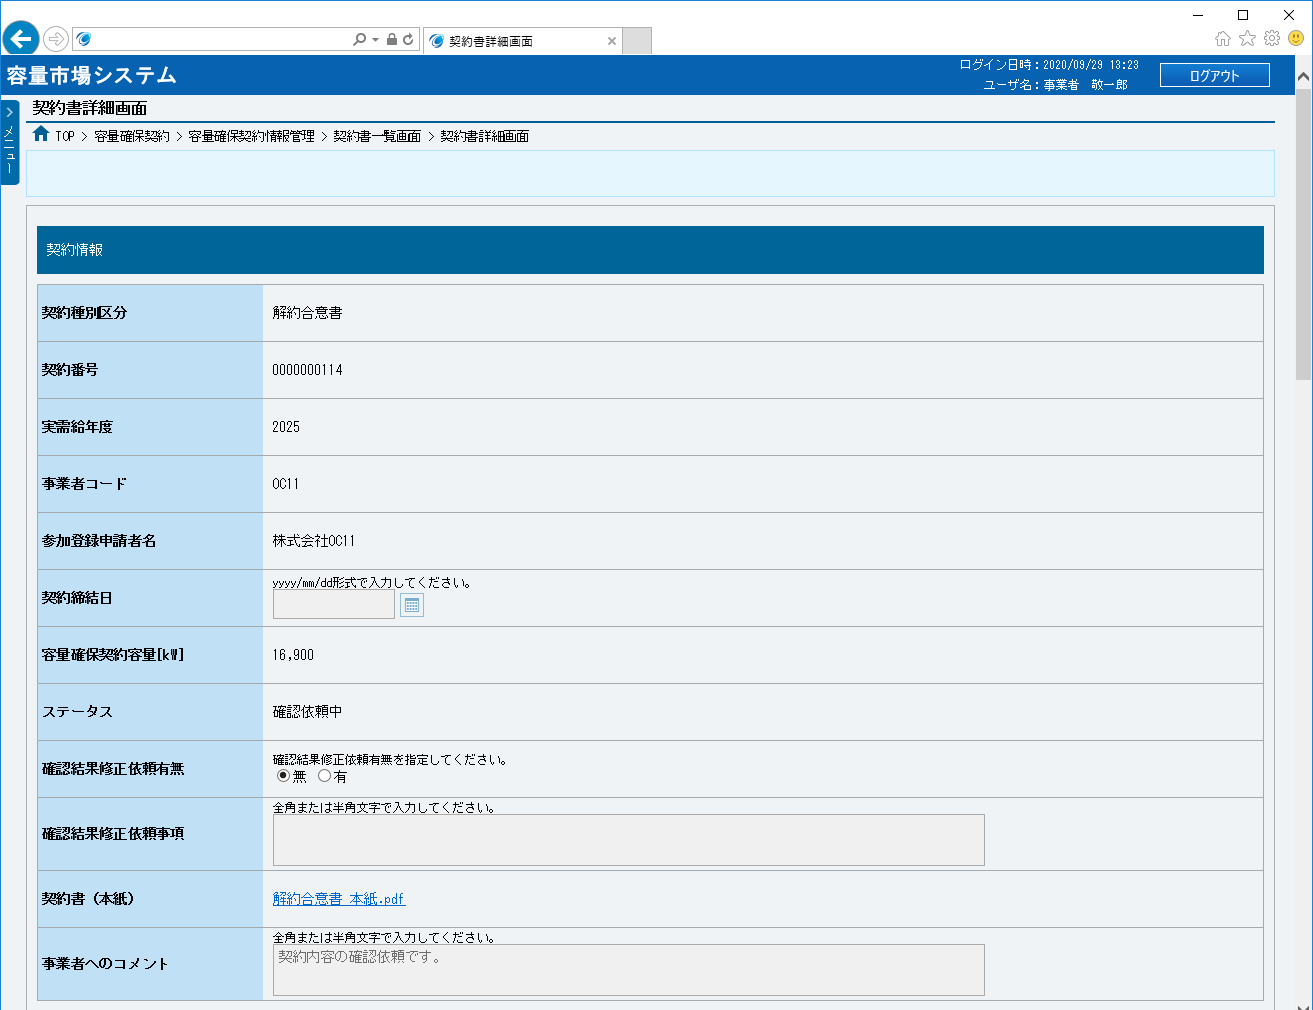 契約書詳細画面
容量市場システム
ログイン日時：2020/09/29 13:23
ユーザ名：事業者　敬一郎
ログアウト
メニュー
契約書詳細画面
TOP > 容量確保契約 > 容量確保契約情報管理 > 契約書一覧画面 > 契約書詳細画面
契約情報
契約種別区分
解約合意書
契約番号
0000000114
実需給年度
2025
事業者コード
0C11
参加登録申請者名
株式会社0C11
契約締結日
yyyy/mm/dd形式で入力してください。
容量確保契約容量[kW]
16,900
ステータス
確認依頼中
確認結果修正依頼有無
確認結果修正依頼有無を指定してください。
無 有
確認結果修正依頼事項
全角または半角文字で入力してください。
契約書（本紙）
解約合意書_本紙.pdf
事業者へのコメント
全角または半角文字で入力してください。
契約内容の確認依頼です。